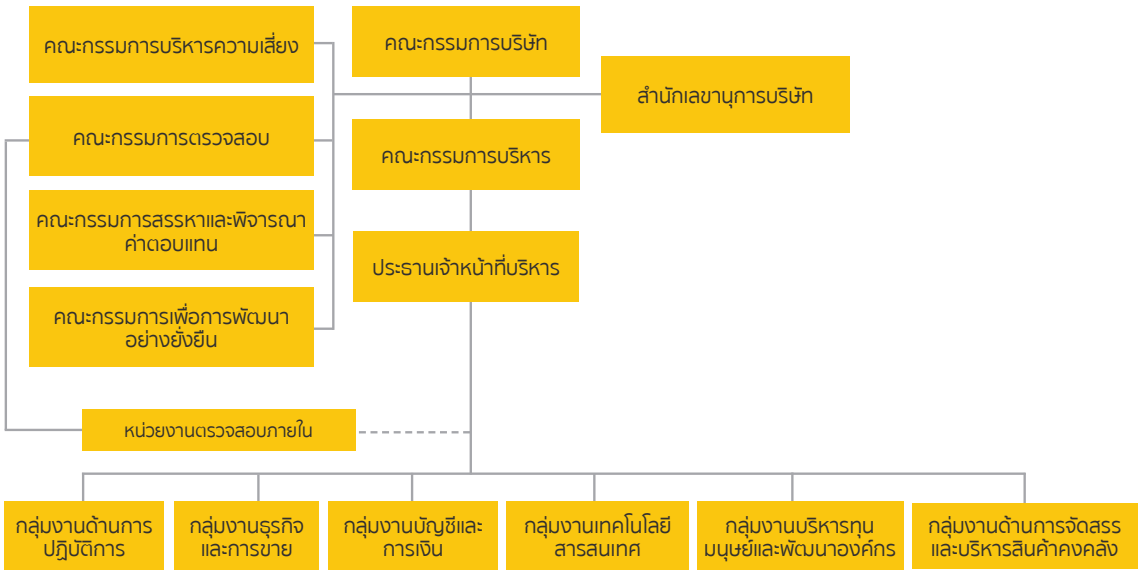 คณะกรรมการบริหารความเสี่ยง
คณะกรรมการบริษัท
สำนักเลขานุการบริษัท
คณะกรรมการตรวจสอบ
คณะกรรมการบริหาร
คณะกรรมการสรรหาและพิจารณา
ค่าตอบแทน
ประธานเจ้าหน้าที่บริหาร
คณะกรรมการเพื่อการพัฒนา
อย่างยั่งยืน
หน่วยงานตรวจสอบภายใน
กลุ่มงานด้านการ
ปฏิบัติการ
กลุ่มงานธุรกิจ
และการขาย
กลุ่มงานบัญชีและ
การเงิน
กลุ่มงานเทคโนโลยี
สารสนเทศ
กลุ่มงานบริหารทุน
มนุษย์และพัฒนาองค์กร
กลุ่มงานด้านการจัดสรร
และบริหารสินค้าคงคลัง